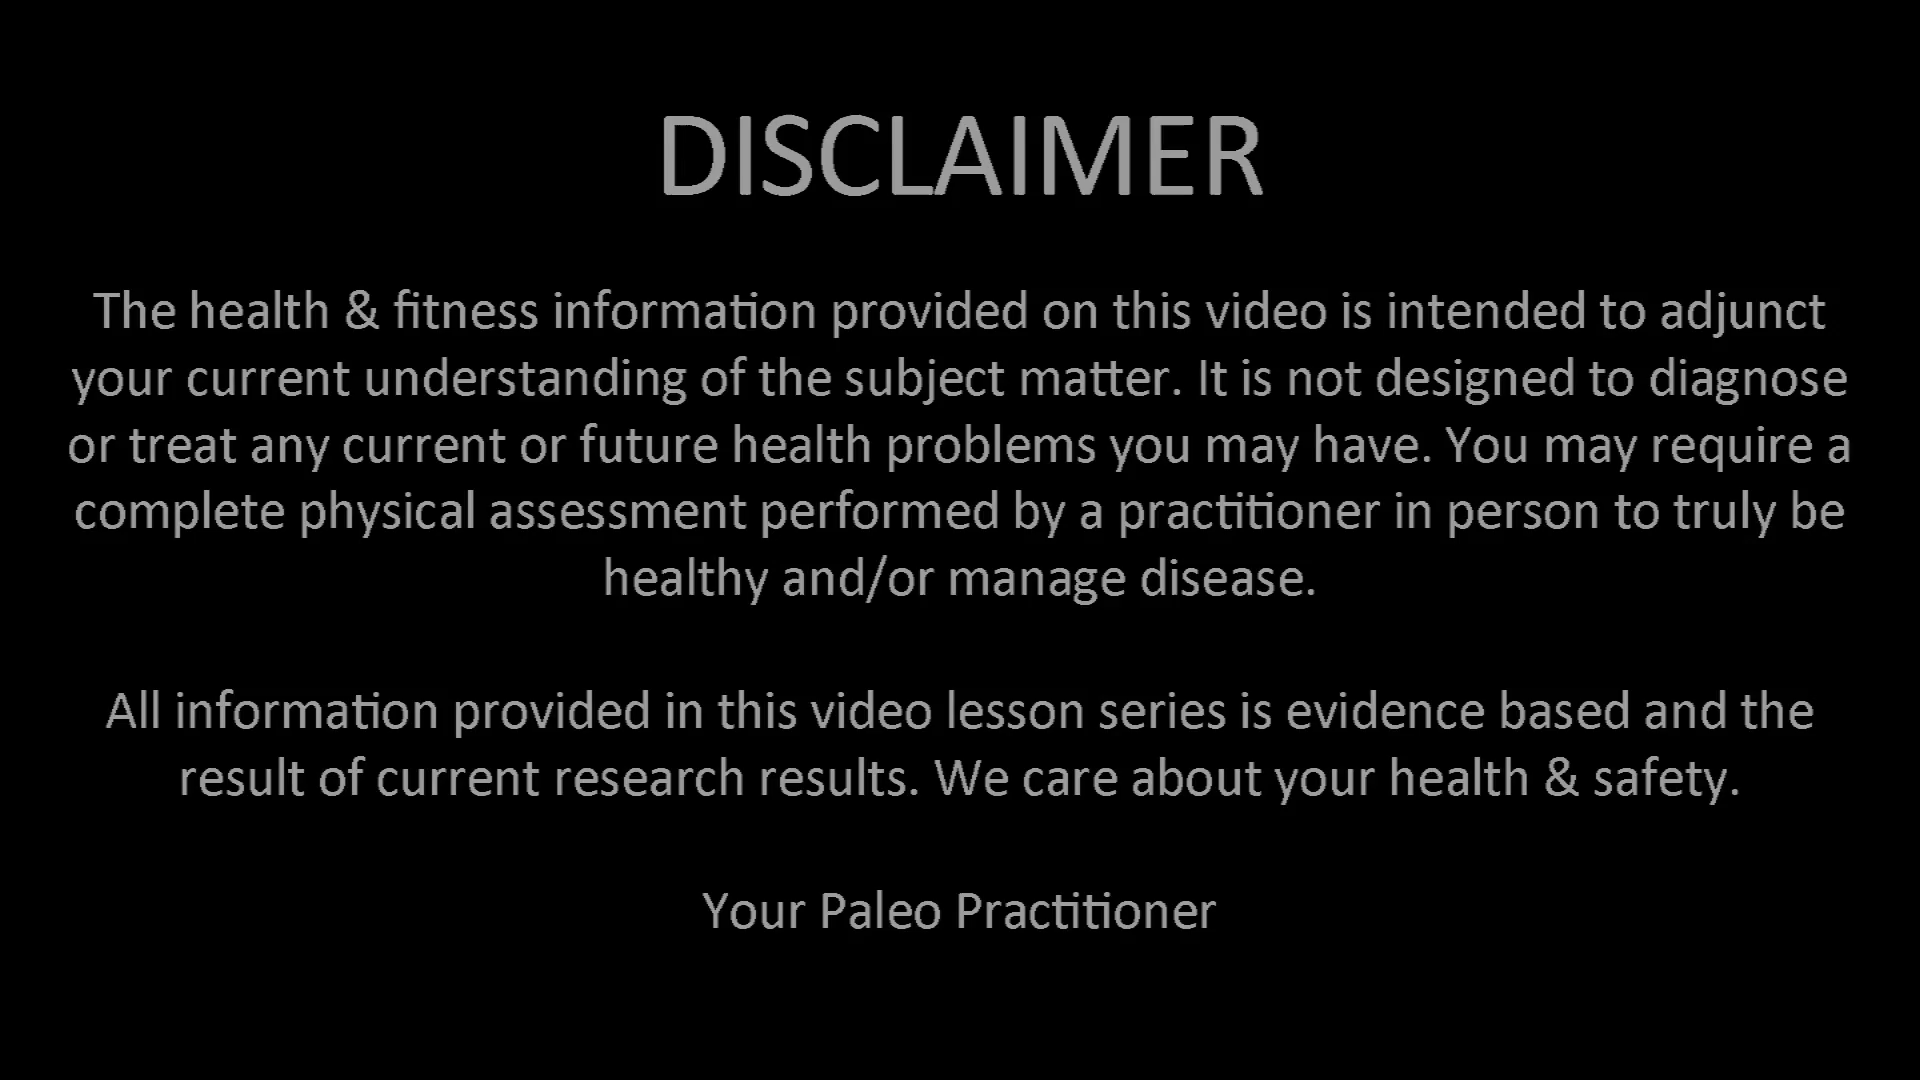 DISCLAIMER
The health & fitness information provided on this video is intended to adjunct
your current understanding of the subject matter. It is not designed to diagnose
or treat any current or future health problems you may have. You may require a
complete physical assessment performed by a practitioner in person to truly be
healthy and/or manage disease.
All information provided in this video lesson series is evidence based and the
result of current research results. We care about your health & safety.
Your Paleo Practitioner